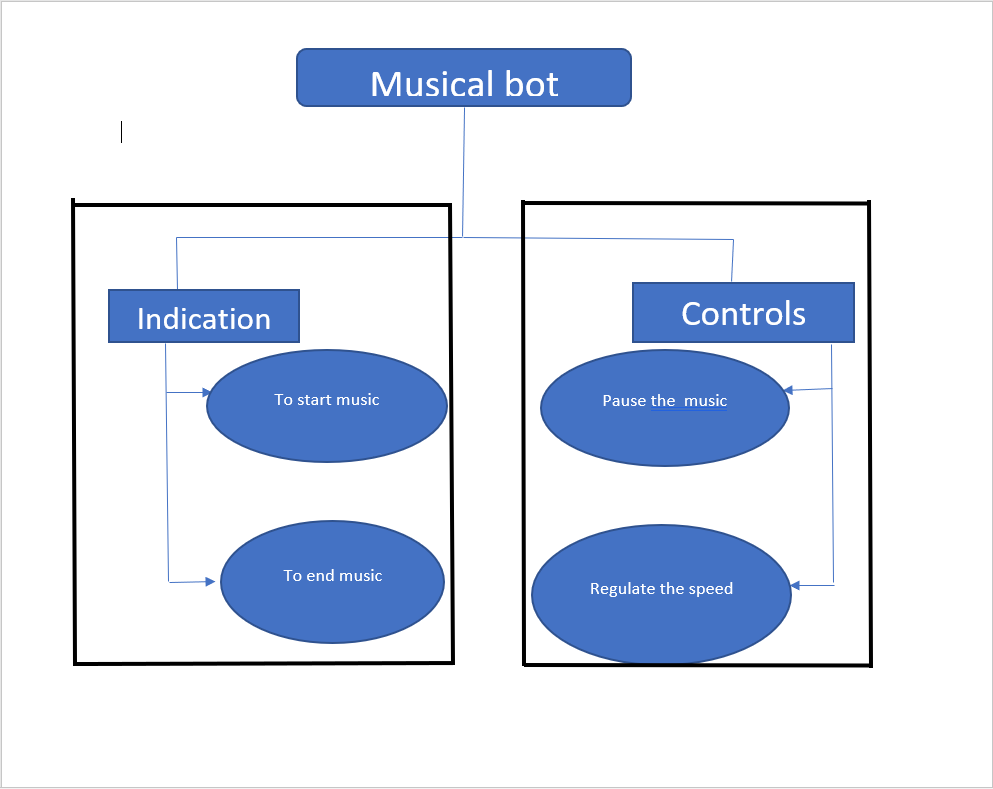 Musical bot
Indication
Controls
To start music
Pause the  music
To end music
Regulate the speed